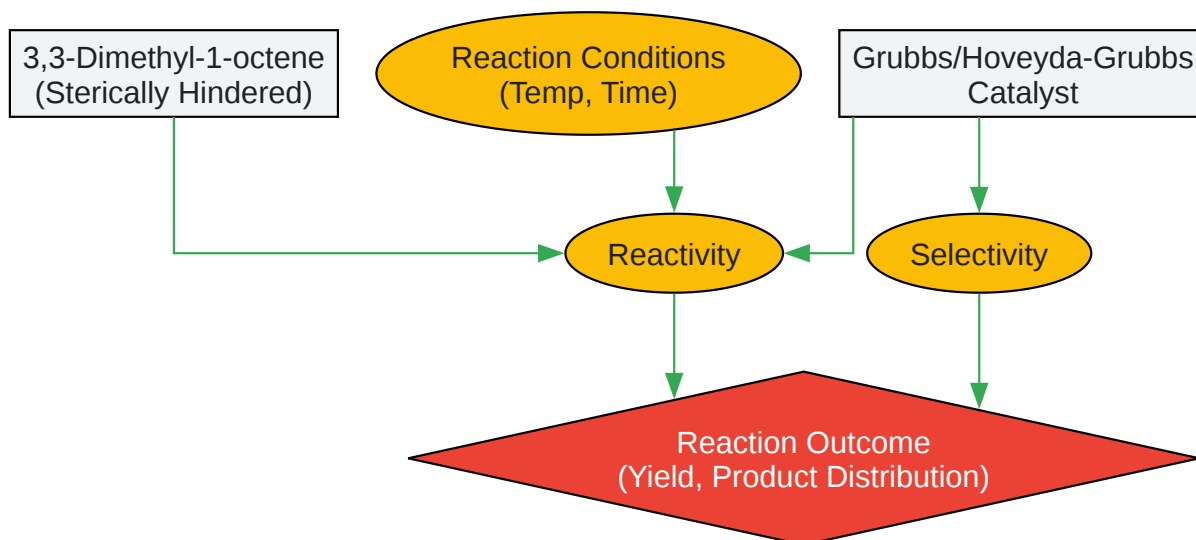 3,3-Dimethyl-1-octene
(Sterically Hindered)
Reaction Conditions
(Temp, Time)
Grubbs/Hoveyda-Grubbs
Catalyst
Reactivity
Selectivity
Reaction Outcome
(Yield, Product Distribution)